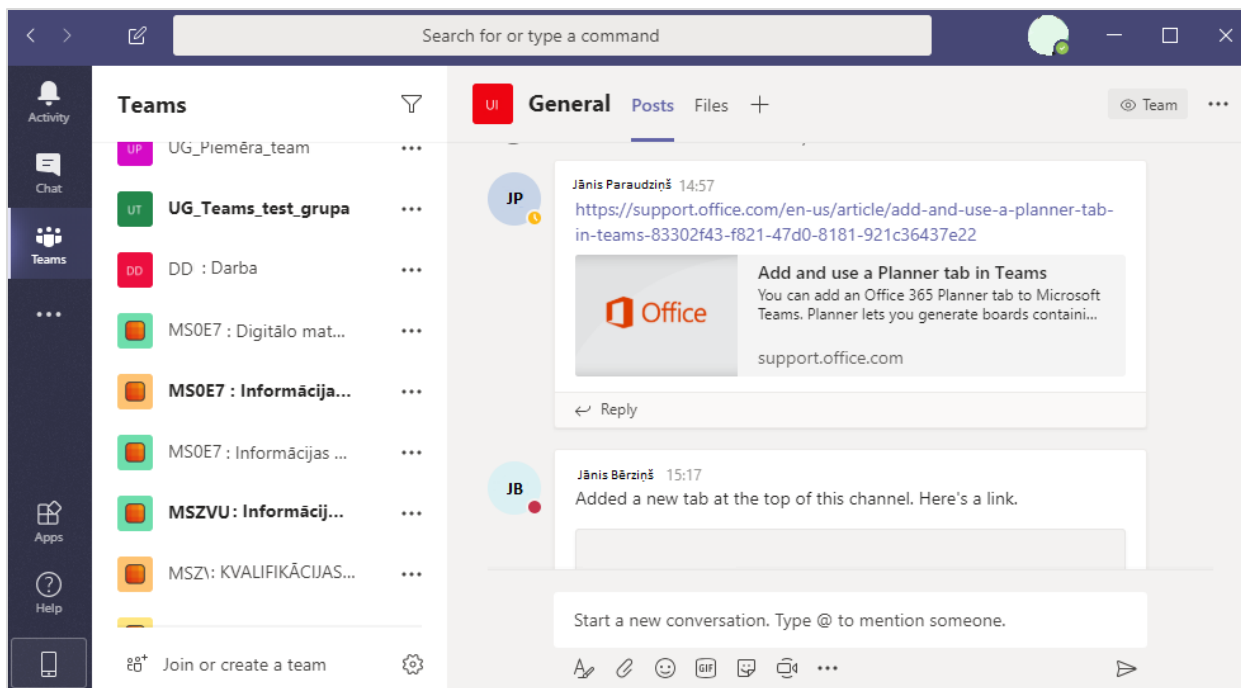 Search for or type a command
Activity
Chat
Teams
Apps
Help
Teams
UP UG_Piemēra_team
UT UG_Teams_test_grupa
DD DD : Darba
MS0E7 : Digitālo mat...
MS0E7 : Informācija...
MS0E7 : Informācijas ...
MSZVU : Informācij...
MSZ\: KVALIFIKĀCIJAS...
Join or create a team
UI General Posts Files
Team
JP
Jānis Paraudziņš 14:57
https://support.office.com/en-us/article/add-and-use-a-planner-tab-
in-teams-83302f43-f821-47d0-8181-921c36437e22
Office
Add and use a Planner tab in Teams
You can add an Office 365 Planner tab to Microsoft
Teams. Planner lets you generate boards containi...
support.office.com
Reply
JB
Jānis Bērziņš 15:17
Added a new tab at the top of this channel. Here's a link.
Start a new conversation. Type @ to mention someone.
GIF